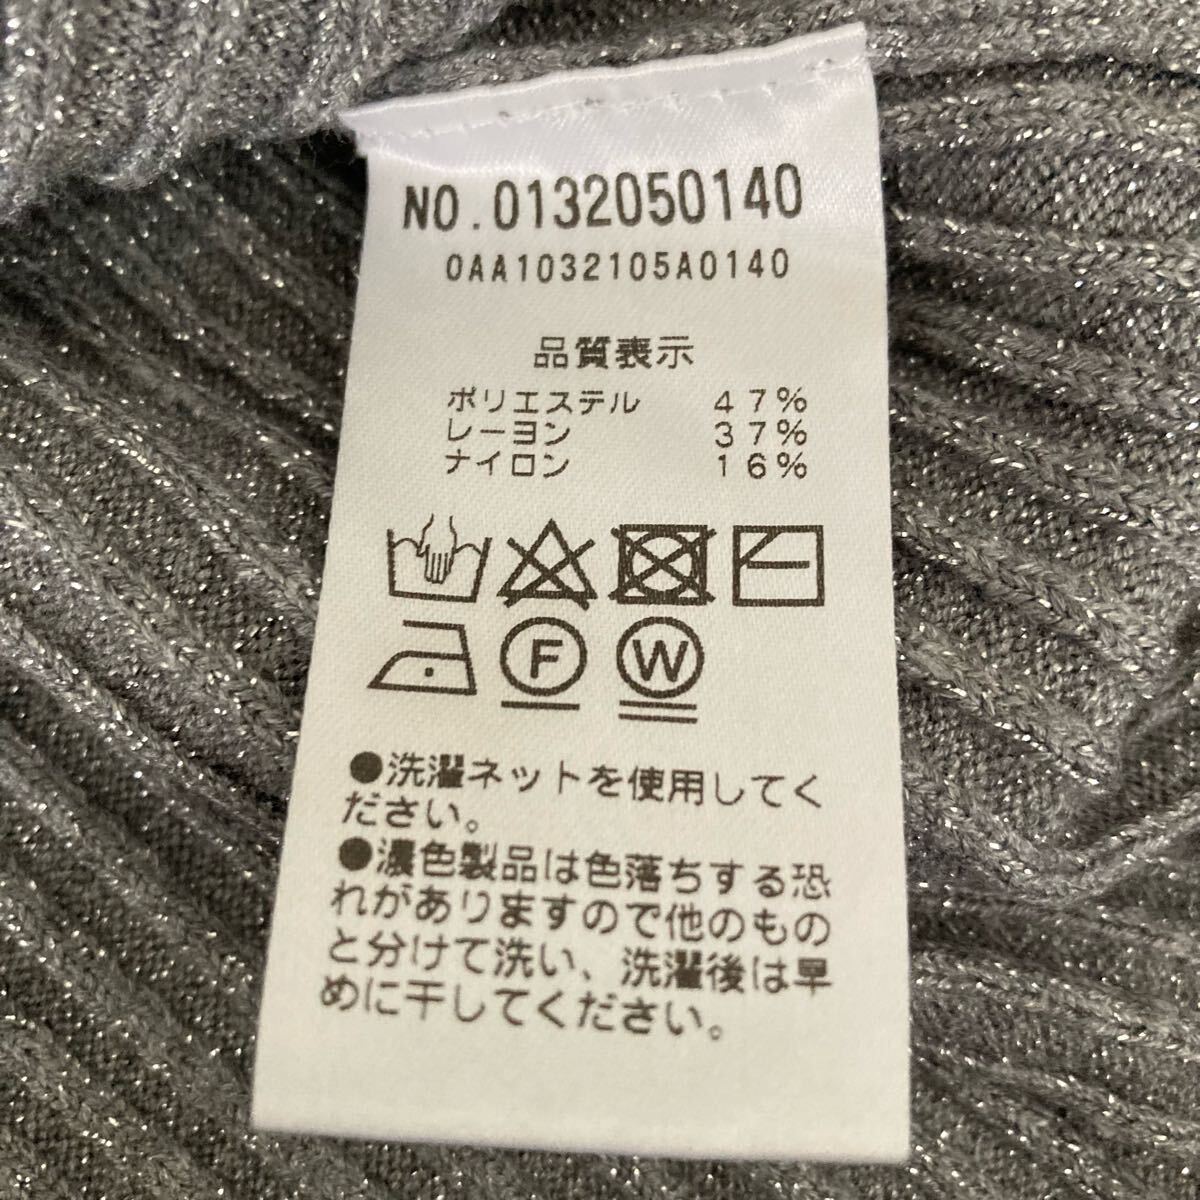 NO.0132050140
0AA1032105A0140
品質表示
ポリエステル 47%
レーヨン 37%
ナイロン 16%
F W
●洗濯ネットを使用してく
ださい。
●濃色製品は色落ちする恐
れがありますので他のもの
と分けて洗い、洗濯後は早
めに干してください。